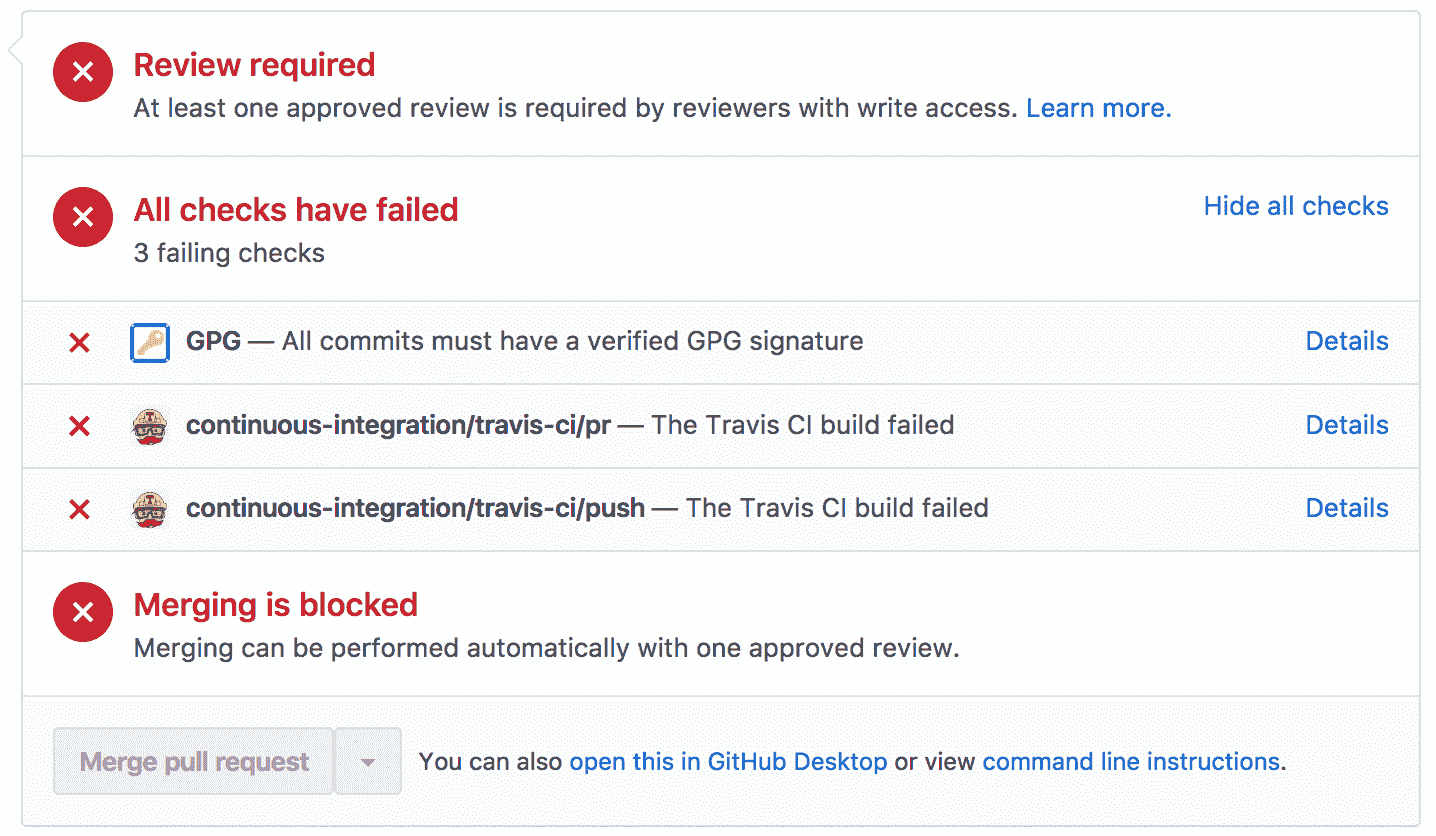 Review required
At least one approved review is required by reviewers with write access. Learn more.
All checks have failed
Hide all checks
3 failing checks
GPG — All commits must have a verified GPG signature
Details
continuous-integration/travis-ci/pr — The Travis CI build failed
Details
continuous-integration/travis-ci/push — The Travis CI build failed
Details
Merging is blocked
Merging can be performed automatically with one approved review.
Merge pull request
You can also open this in GitHub Desktop or view command line instructions.